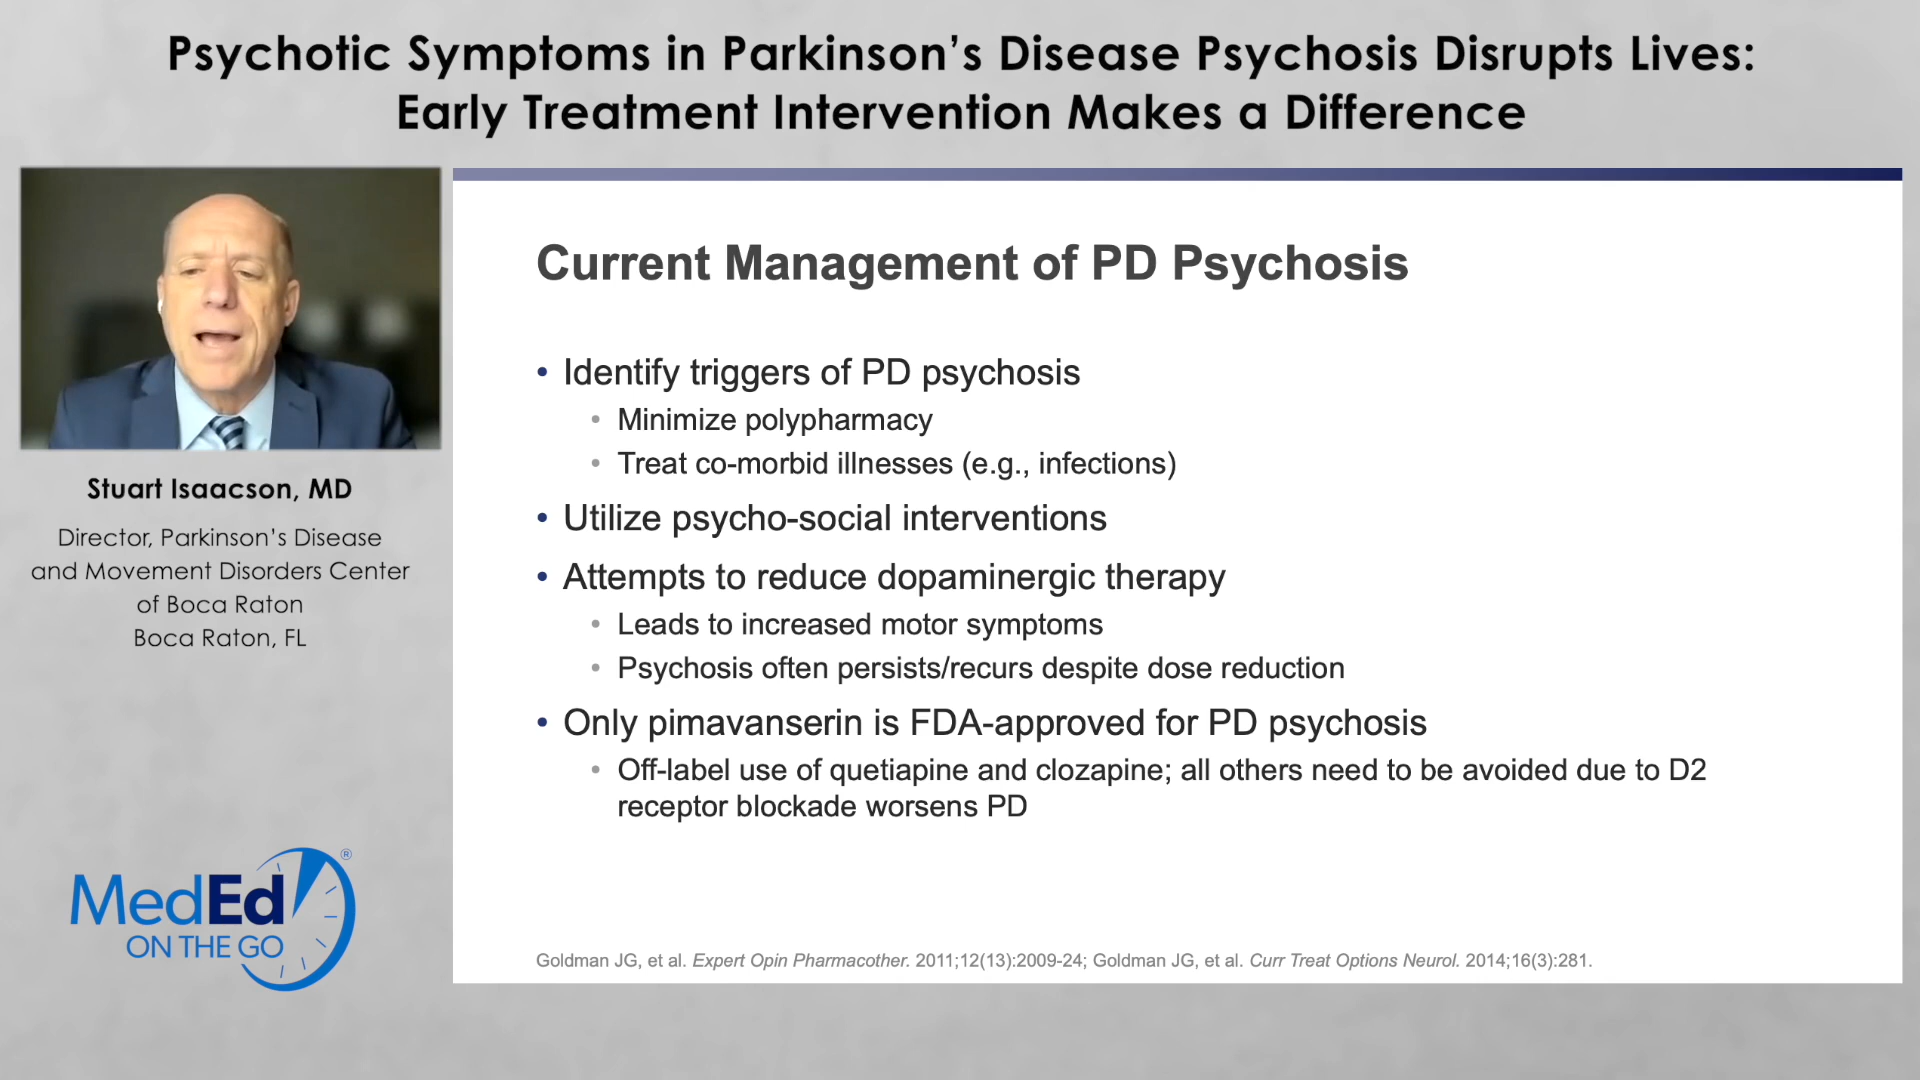 Psychotic Symptoms in Parkinson’s Disease Psychosis Disrupts Lives:
Early Treatment Intervention Makes a Difference
Stuart Isaacson, MD
Director, Parkinson’s Disease
and Movement Disorders Center
of Boca Raton
Boca Raton, FL
MedEd®
ON THE GO
Current Management of PD Psychosis
• Identify triggers of PD psychosis
• Minimize polypharmacy
• Treat co-morbid illnesses (e.g., infections)
• Utilize psycho-social interventions
• Attempts to reduce dopaminergic therapy
• Leads to increased motor symptoms
• Psychosis often persists/recurs despite dose reduction
• Only pimavanserin is FDA-approved for PD psychosis
• Off-label use of quetiapine and clozapine; all others need to be avoided due to D2
receptor blockade worsens PD
Goldman JG, et al. Expert Opin Pharmacother. 2011;12(13):2009-24; Goldman JG, et al. Curr Treat Options Neurol. 2014;16(3):281.